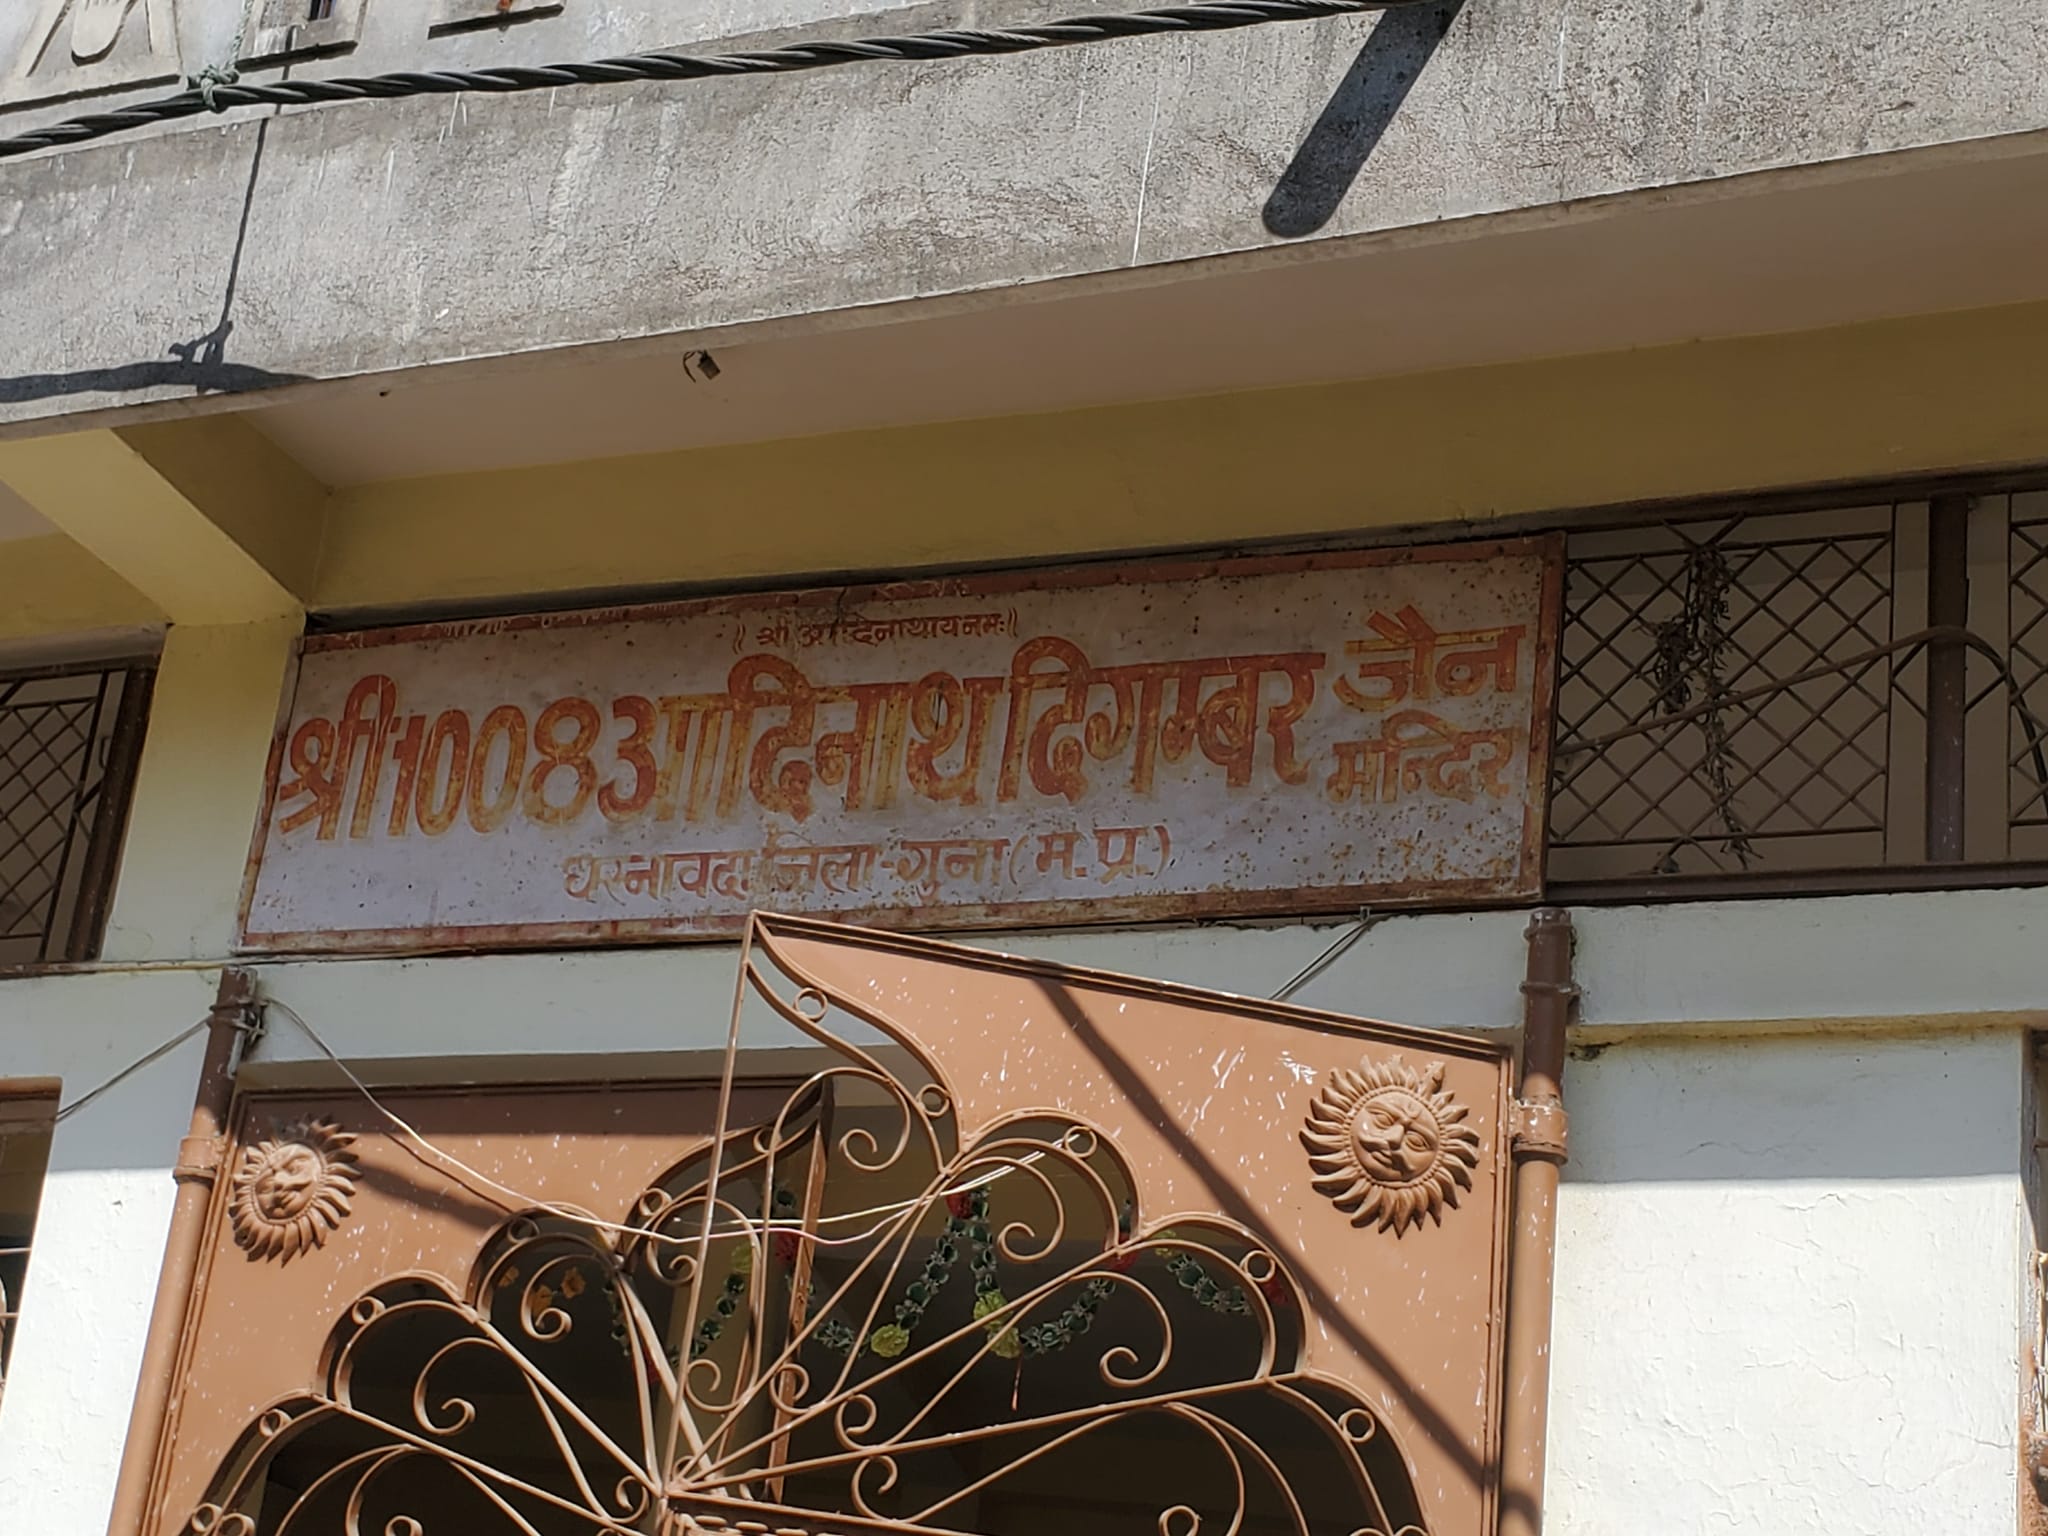 ॥ श्री आदिनाथाय नमः॥
श्री 1008 आदिनाथ दिगम्बर जैन मन्दिर
धरनावदा जिला-गुना (म.प्र.)